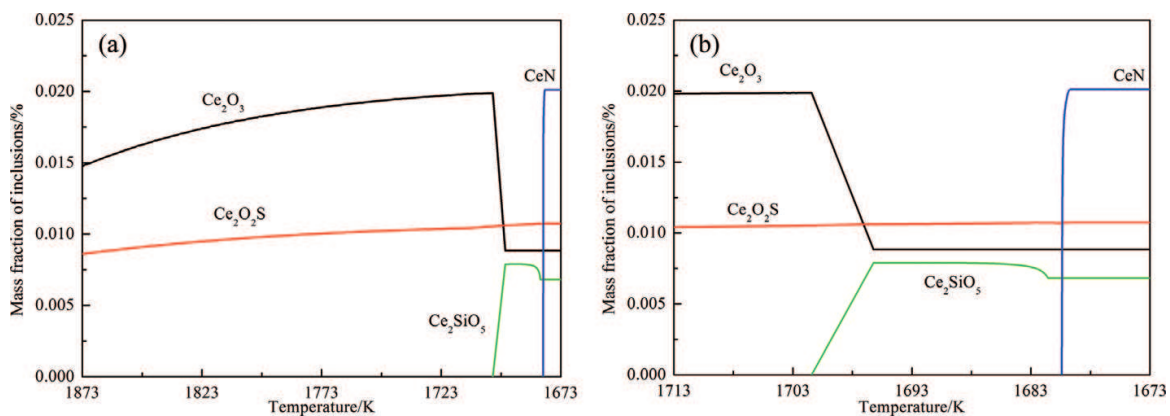 (a)
Mass fraction of inclusions/%
0.025
0.020
0.015
0.010
0.005
0.000
Ce₂O₃
CeN
Ce₂O₂S
Ce₂SiO₅
1873
1823
1773
1723
1673
Temperature/K
(b)
Mass fraction of inclusions/%
0.025
0.020
0.015
0.010
0.005
0.000
Ce₂O₃
CeN
Ce₂O₂S
Ce₂SiO₅
1713
1703
1693
1683
1673
Temperature/K